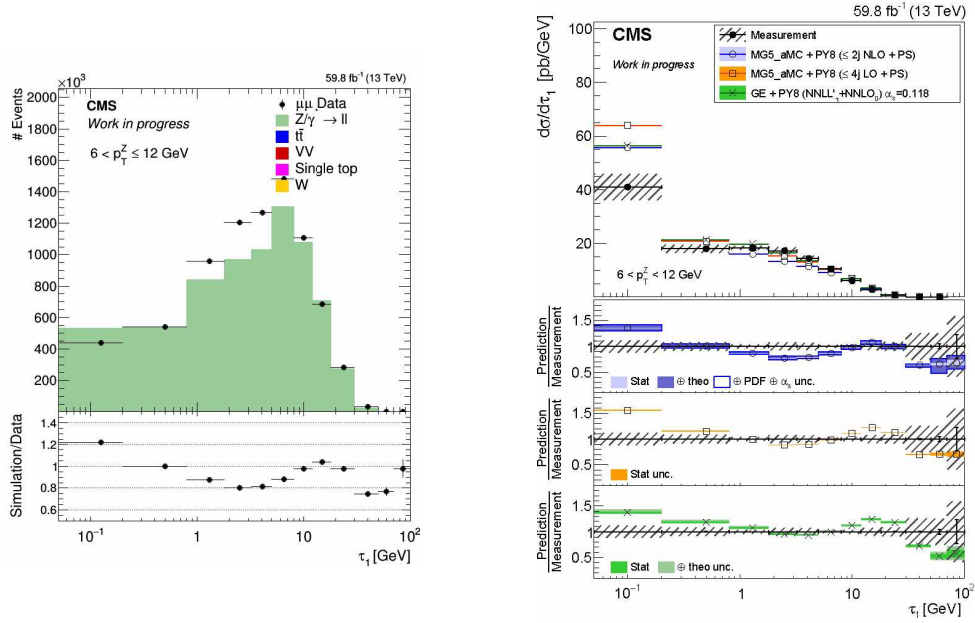 59.8 fb⁻¹ (13 TeV)
×10³
2000
1800
1600
1400
1200
1000
800
600
400
200
# Events
CMS
Work in progress
6 < p_T^Z ≤ 12 GeV
μμ Data
Z/γ* → ll
tt̄
VV
Single top
W
1.4
1.2
1.0
0.8
0.6
Simulation/Data
10⁻¹
1
10
10²
τ₁ [GeV]
59.8 fb⁻¹ (13 TeV)
100
80
60
40
20
dσ/dτ₁ [pb/GeV]
CMS
Work in progress
Measurement
MG5_aMC + PY8 (≤ 2j NLO + PS)
MG5_aMC + PY8 (≤ 4j LO + PS)
GE + PY8 (NNLL'_τ+NNLO₀) αₛ=0.118
6 < p_T^Z < 12 GeV
1.5
1
0.5
Prediction
Measurement
Stat
⊕ theo
⊕ PDF ⊕ αₛ unc.
1.5
1
0.5
Prediction
Measurement
Stat unc.
1.5
1
0.5
Prediction
Measurement
Stat
⊕ theo unc.
10⁻¹
1
10
10²
τ₁ [GeV]